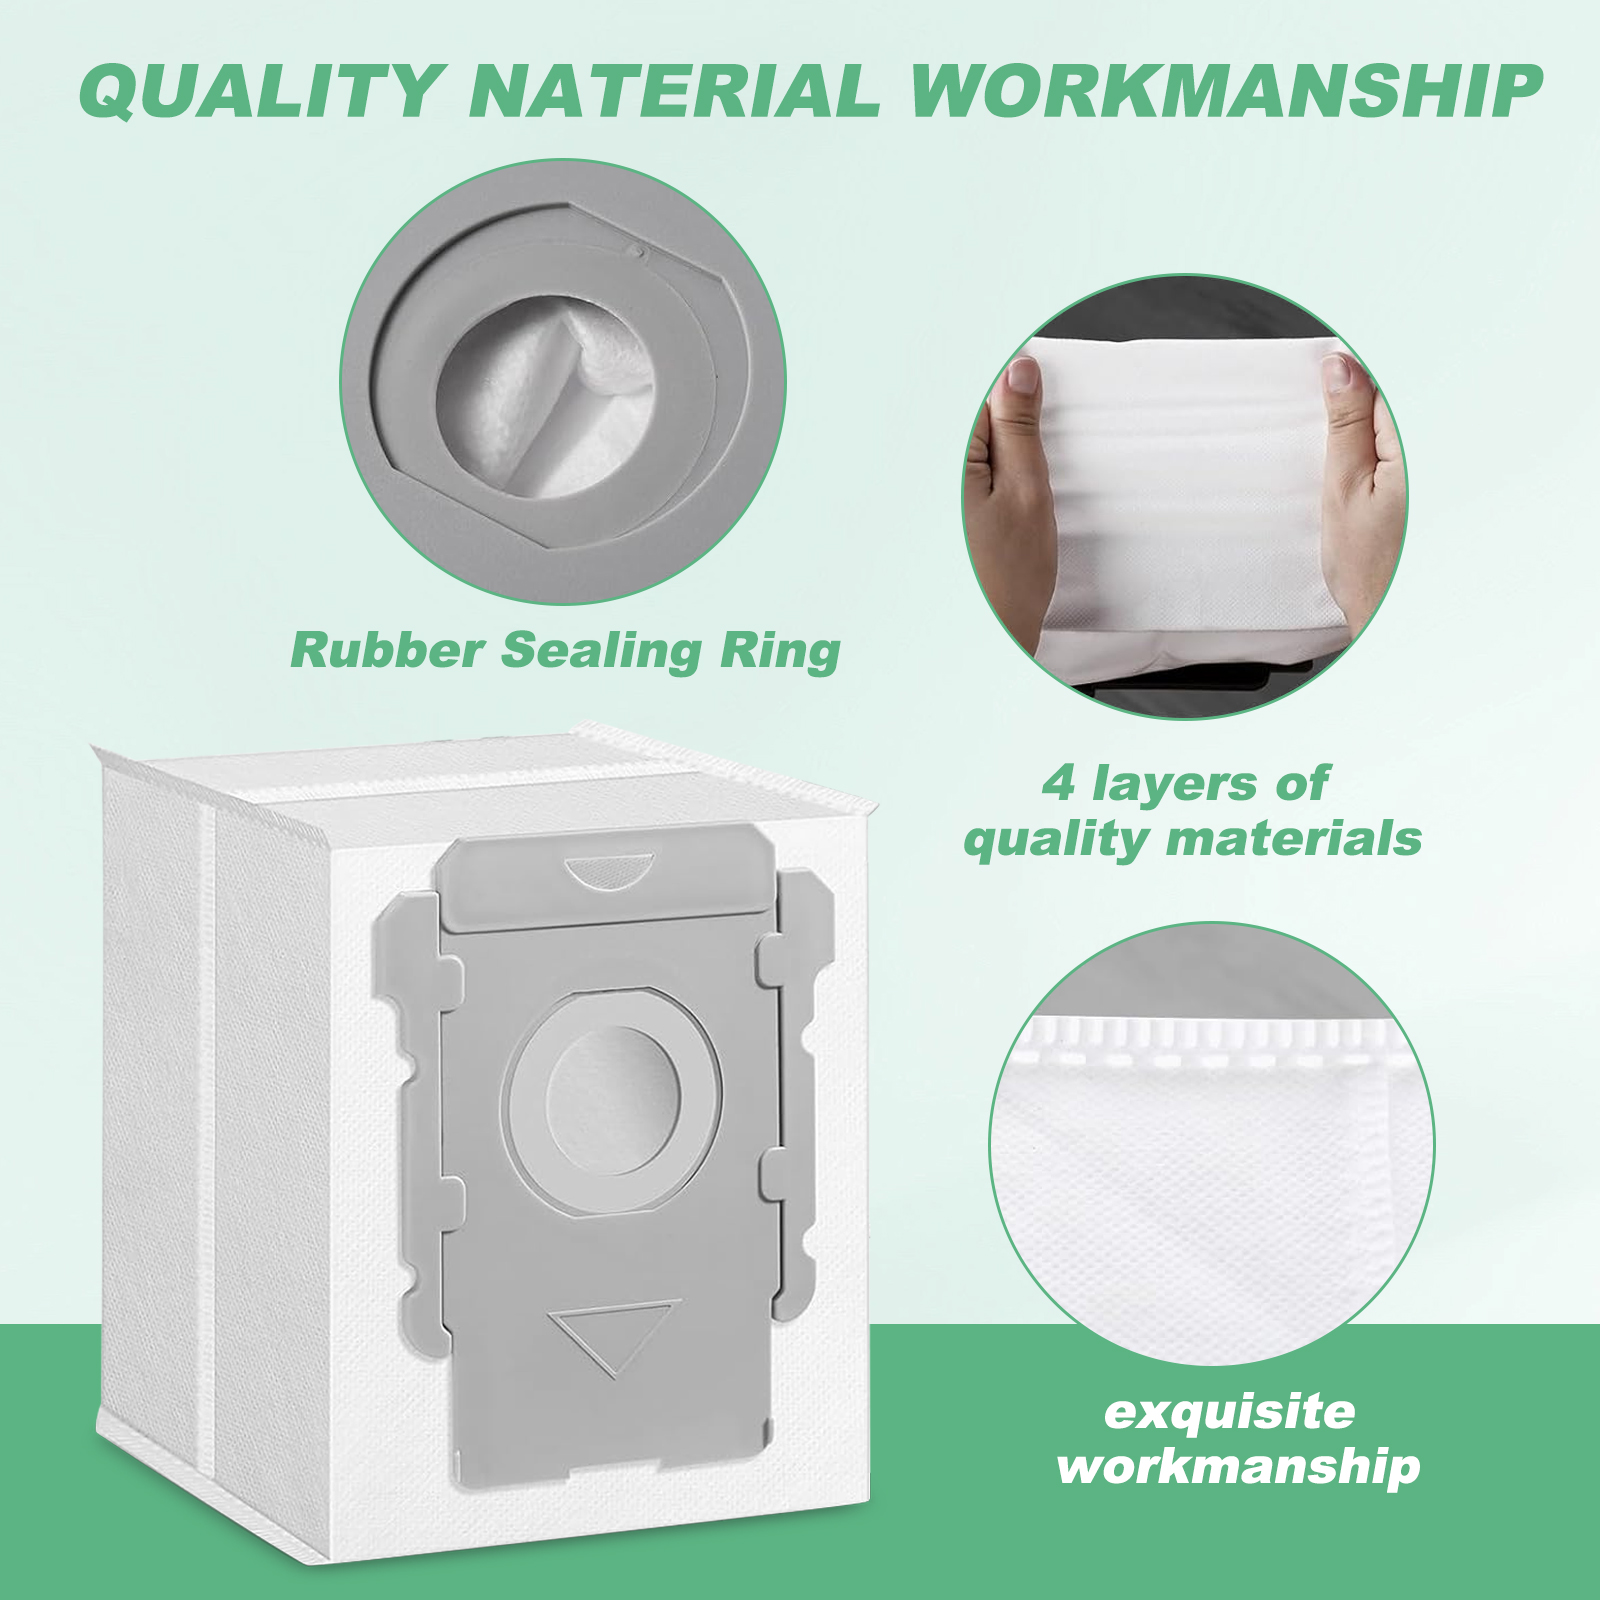 QUALITY NATERIAL WORKMANSHIP
Rubber Sealing Ring
4 layers of
quality materials
exquisite
workmanship